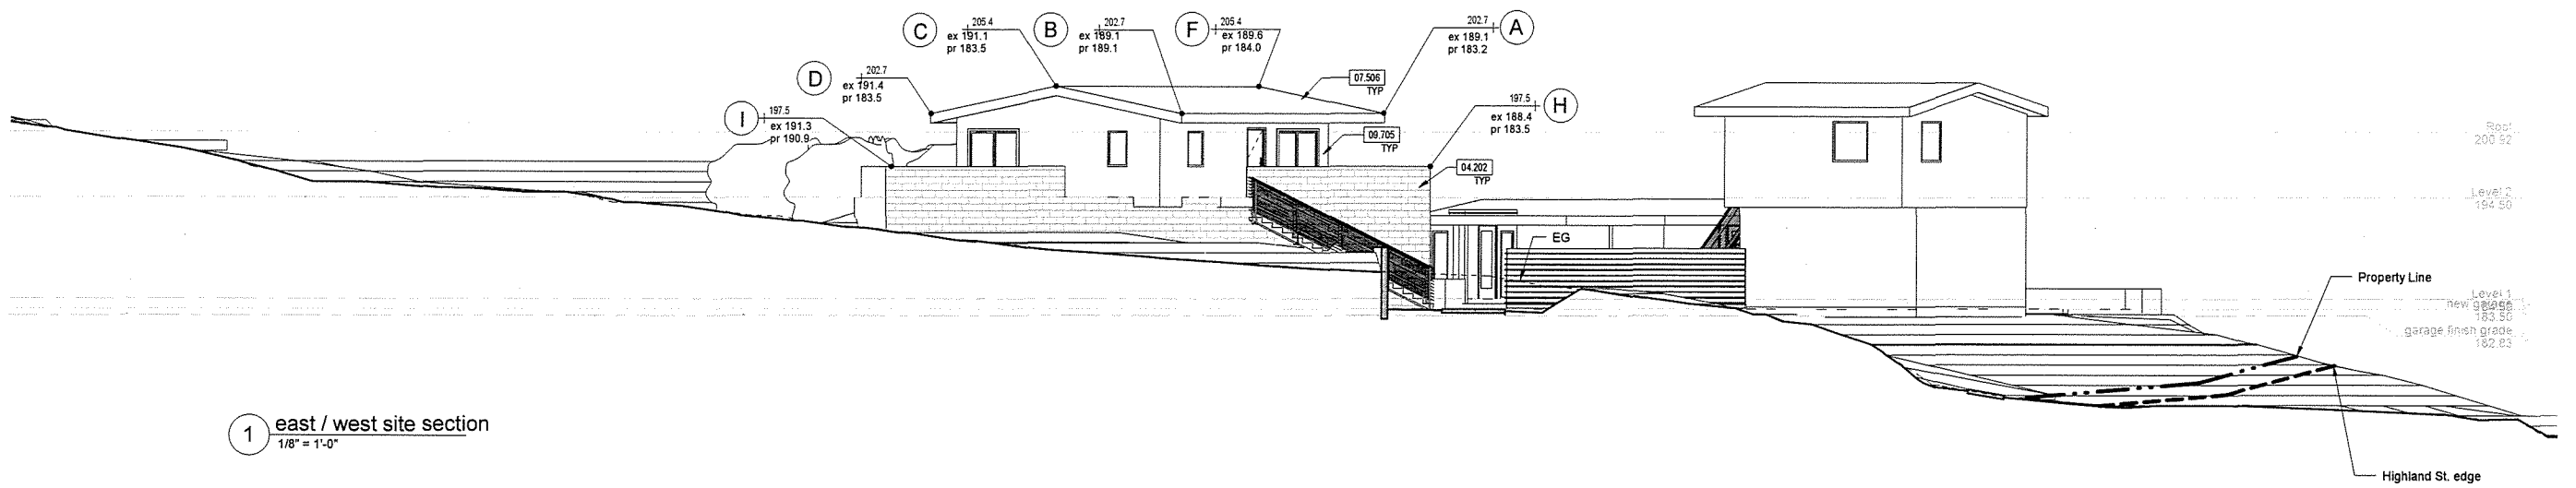 C
205.4
ex 191.1
pr 183.5
B
202.7
ex 189.1
pr 189.1
F
205.4
ex 189.6
pr 184.0
202.7
A
ex 189.1
pr 183.2
D
202.7
ex 191.4
pr 183.5
07.506
TYP
I
197.5
ex 191.3
pr 190.9
197.5
H
ex 188.4
pr 183.5
09.705
TYP
04.202
TYP
Roof
200.92
Level 2
194.50
EG
Property Line
Level 1
new garage
183.50
garage finish grade
182.83
1
east / west site section
1/8" = 1'-0"
Highland St. edge